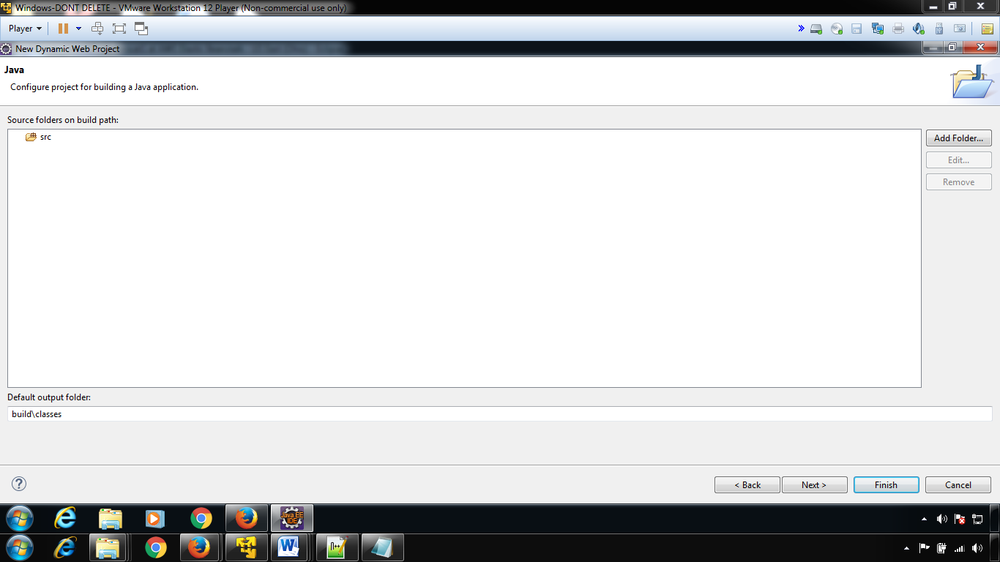 Windows-DONT DELETE - VMware Workstation 12 Player (Non-commercial use only)
Player
New Dynamic Web Project
Java
Configure project for building a Java application.
Source folders on build path:
src
Add Folder...
Edit...
Remove
Default output folder:
build\classes
< Back
Next >
Finish
Cancel
Java EE
IDE